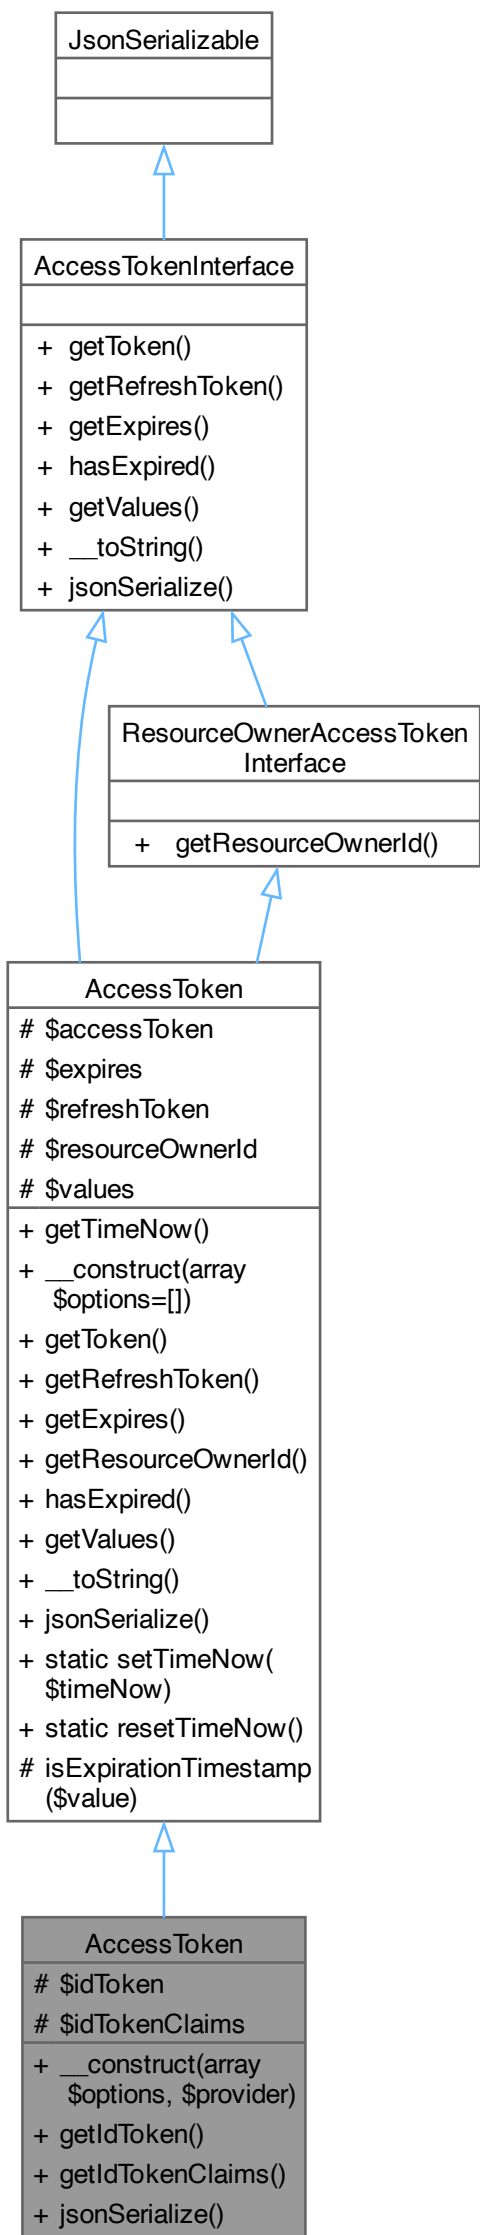 JsonSerializable
AccessTokenInterface
+ getToken()
+ getRefreshToken()
+ getExpires()
+ hasExpired()
+ getValues()
+ __toString()
+ jsonSerialize()
ResourceOwnerAccessToken
Interface
+ getResourceOwnerId()
AccessToken
# $accessToken
# $expires
# $refreshToken
# $resourceOwnerId
# $values
+ getTimeNow()
+ __construct(array
$options=[])
+ getToken()
+ getRefreshToken()
+ getExpires()
+ getResourceOwnerId()
+ hasExpired()
+ getValues()
+ __toString()
+ jsonSerialize()
+ static setTimeNow(
$timeNow)
+ static resetTimeNow()
# isExpirationTimestamp
($value)
AccessToken
# $idToken
# $idTokenClaims
+ __construct(array
$options, $provider)
+ getIdToken()
+ getIdTokenClaims()
+ jsonSerialize()